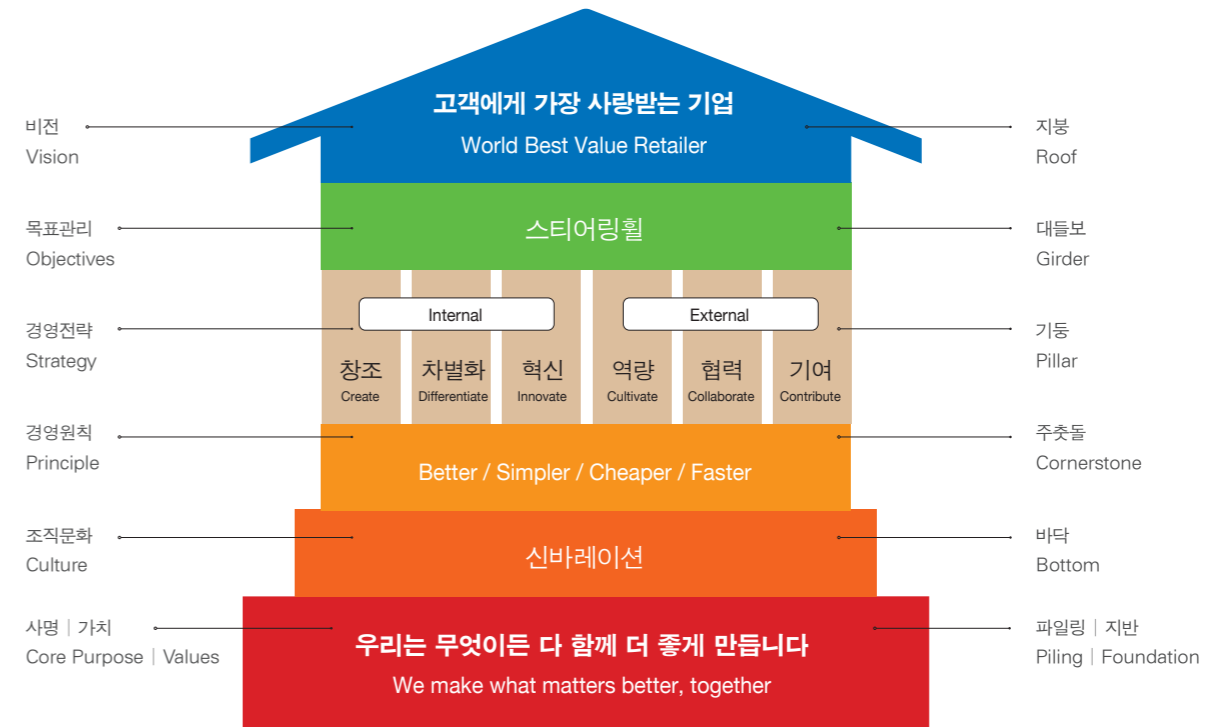 고객에게 가장 사랑받는 기업
World Best Value Retailer
비전
Vision
지붕
Roof
스티어링휠
목표관리
Objectives
대들보
Girder
Internal
External
경영전략
Strategy
창조
Create
차별화
Differentiate
혁신
Innovate
역량
Cultivate
협력
Collaborate
기여
Contribute
기둥
Pillar
경영원칙
Principle
Better / Simpler / Cheaper / Faster
주춧돌
Cornerstone
조직문화
Culture
신바레이션
바닥
Bottom
사명 | 가치
Core Purpose | Values
우리는 무엇이든 다 함께 더 좋게 만듭니다
We make what matters better, together
파일링 | 지반
Piling | Foundation